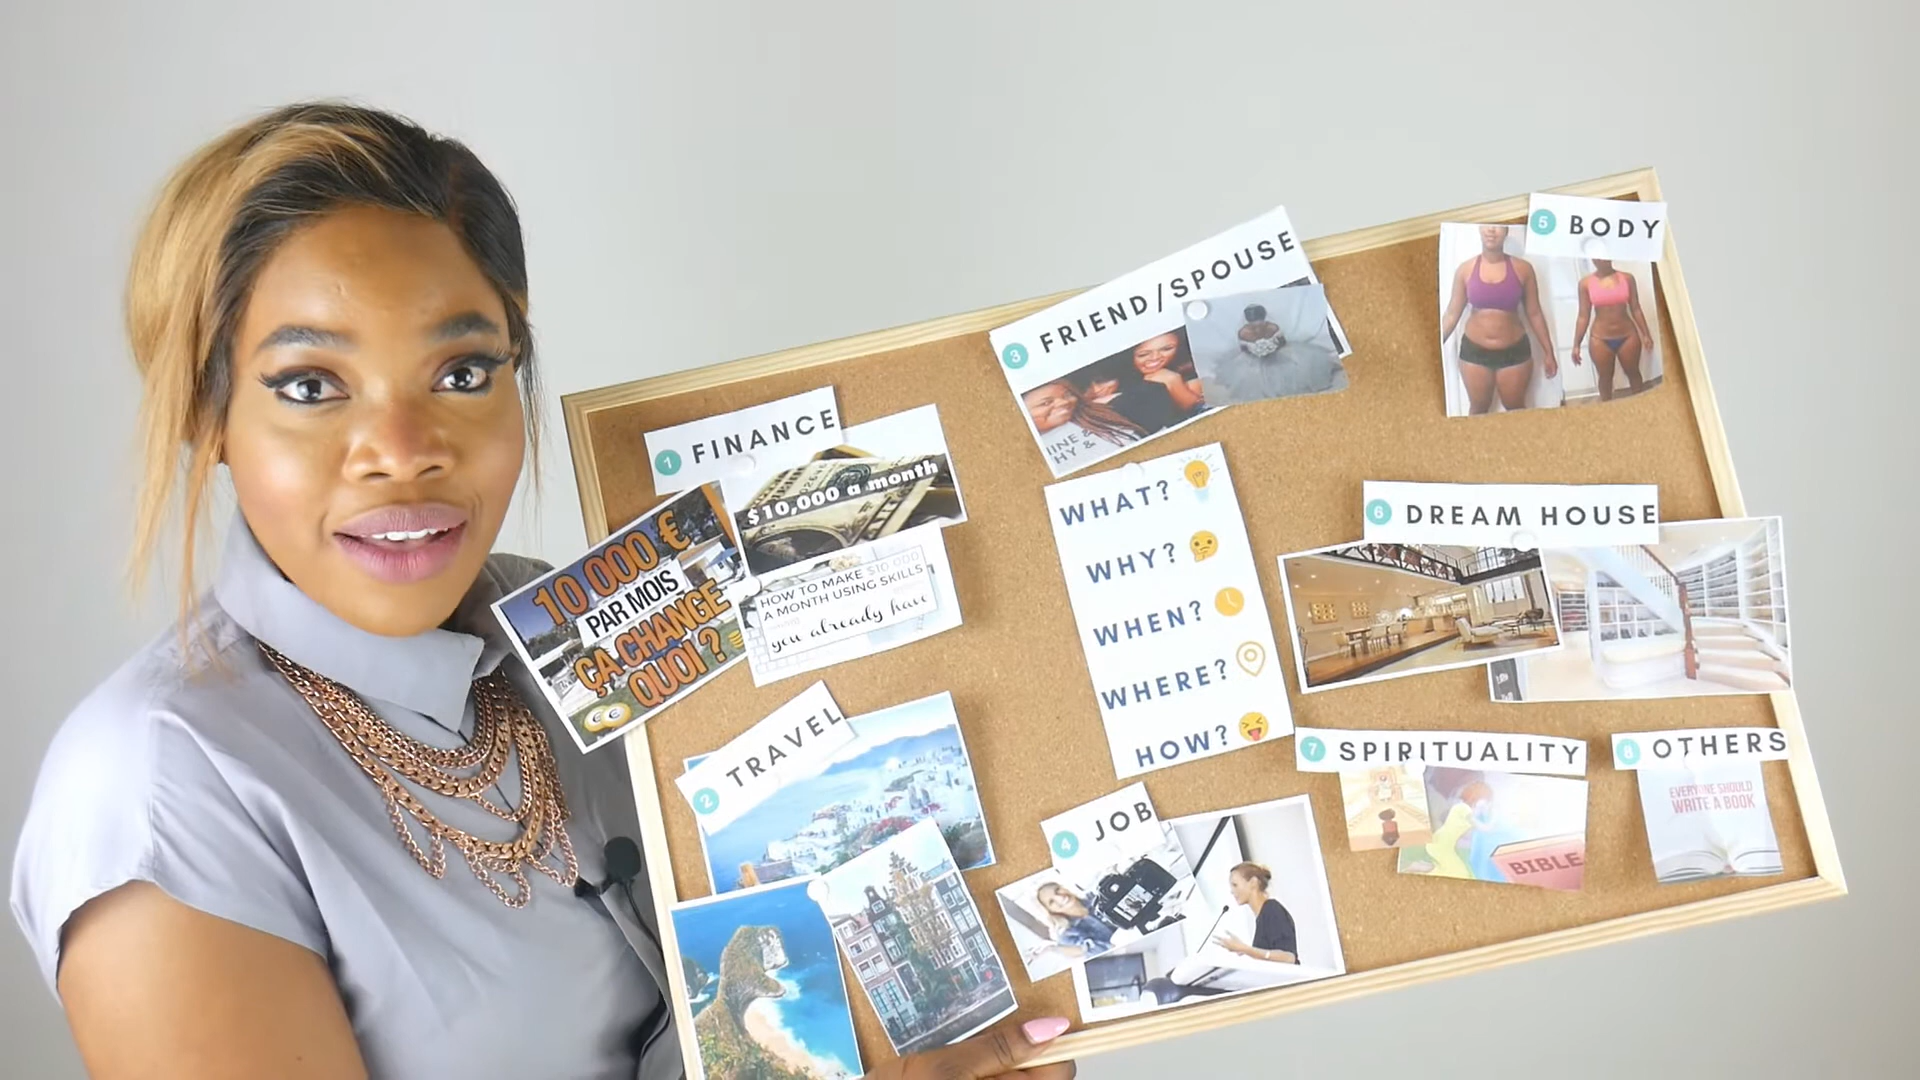 1 FINANCE
$10,000 a month
10 000 €
PAR MOIS
ÇA CHANGE
QUOI ?
HOW TO MAKE $10 000
A MONTH USING SKILLS
you already have
2 TRAVEL
3 FRIEND/SPOUSE
WHAT?
WHY?
WHEN?
WHERE?
HOW?
4 JOB
5 BODY
6 DREAM HOUSE
7 SPIRITUALITY
BIBLE
8 OTHERS
EVERYONE SHOULD
WRITE A BOOK